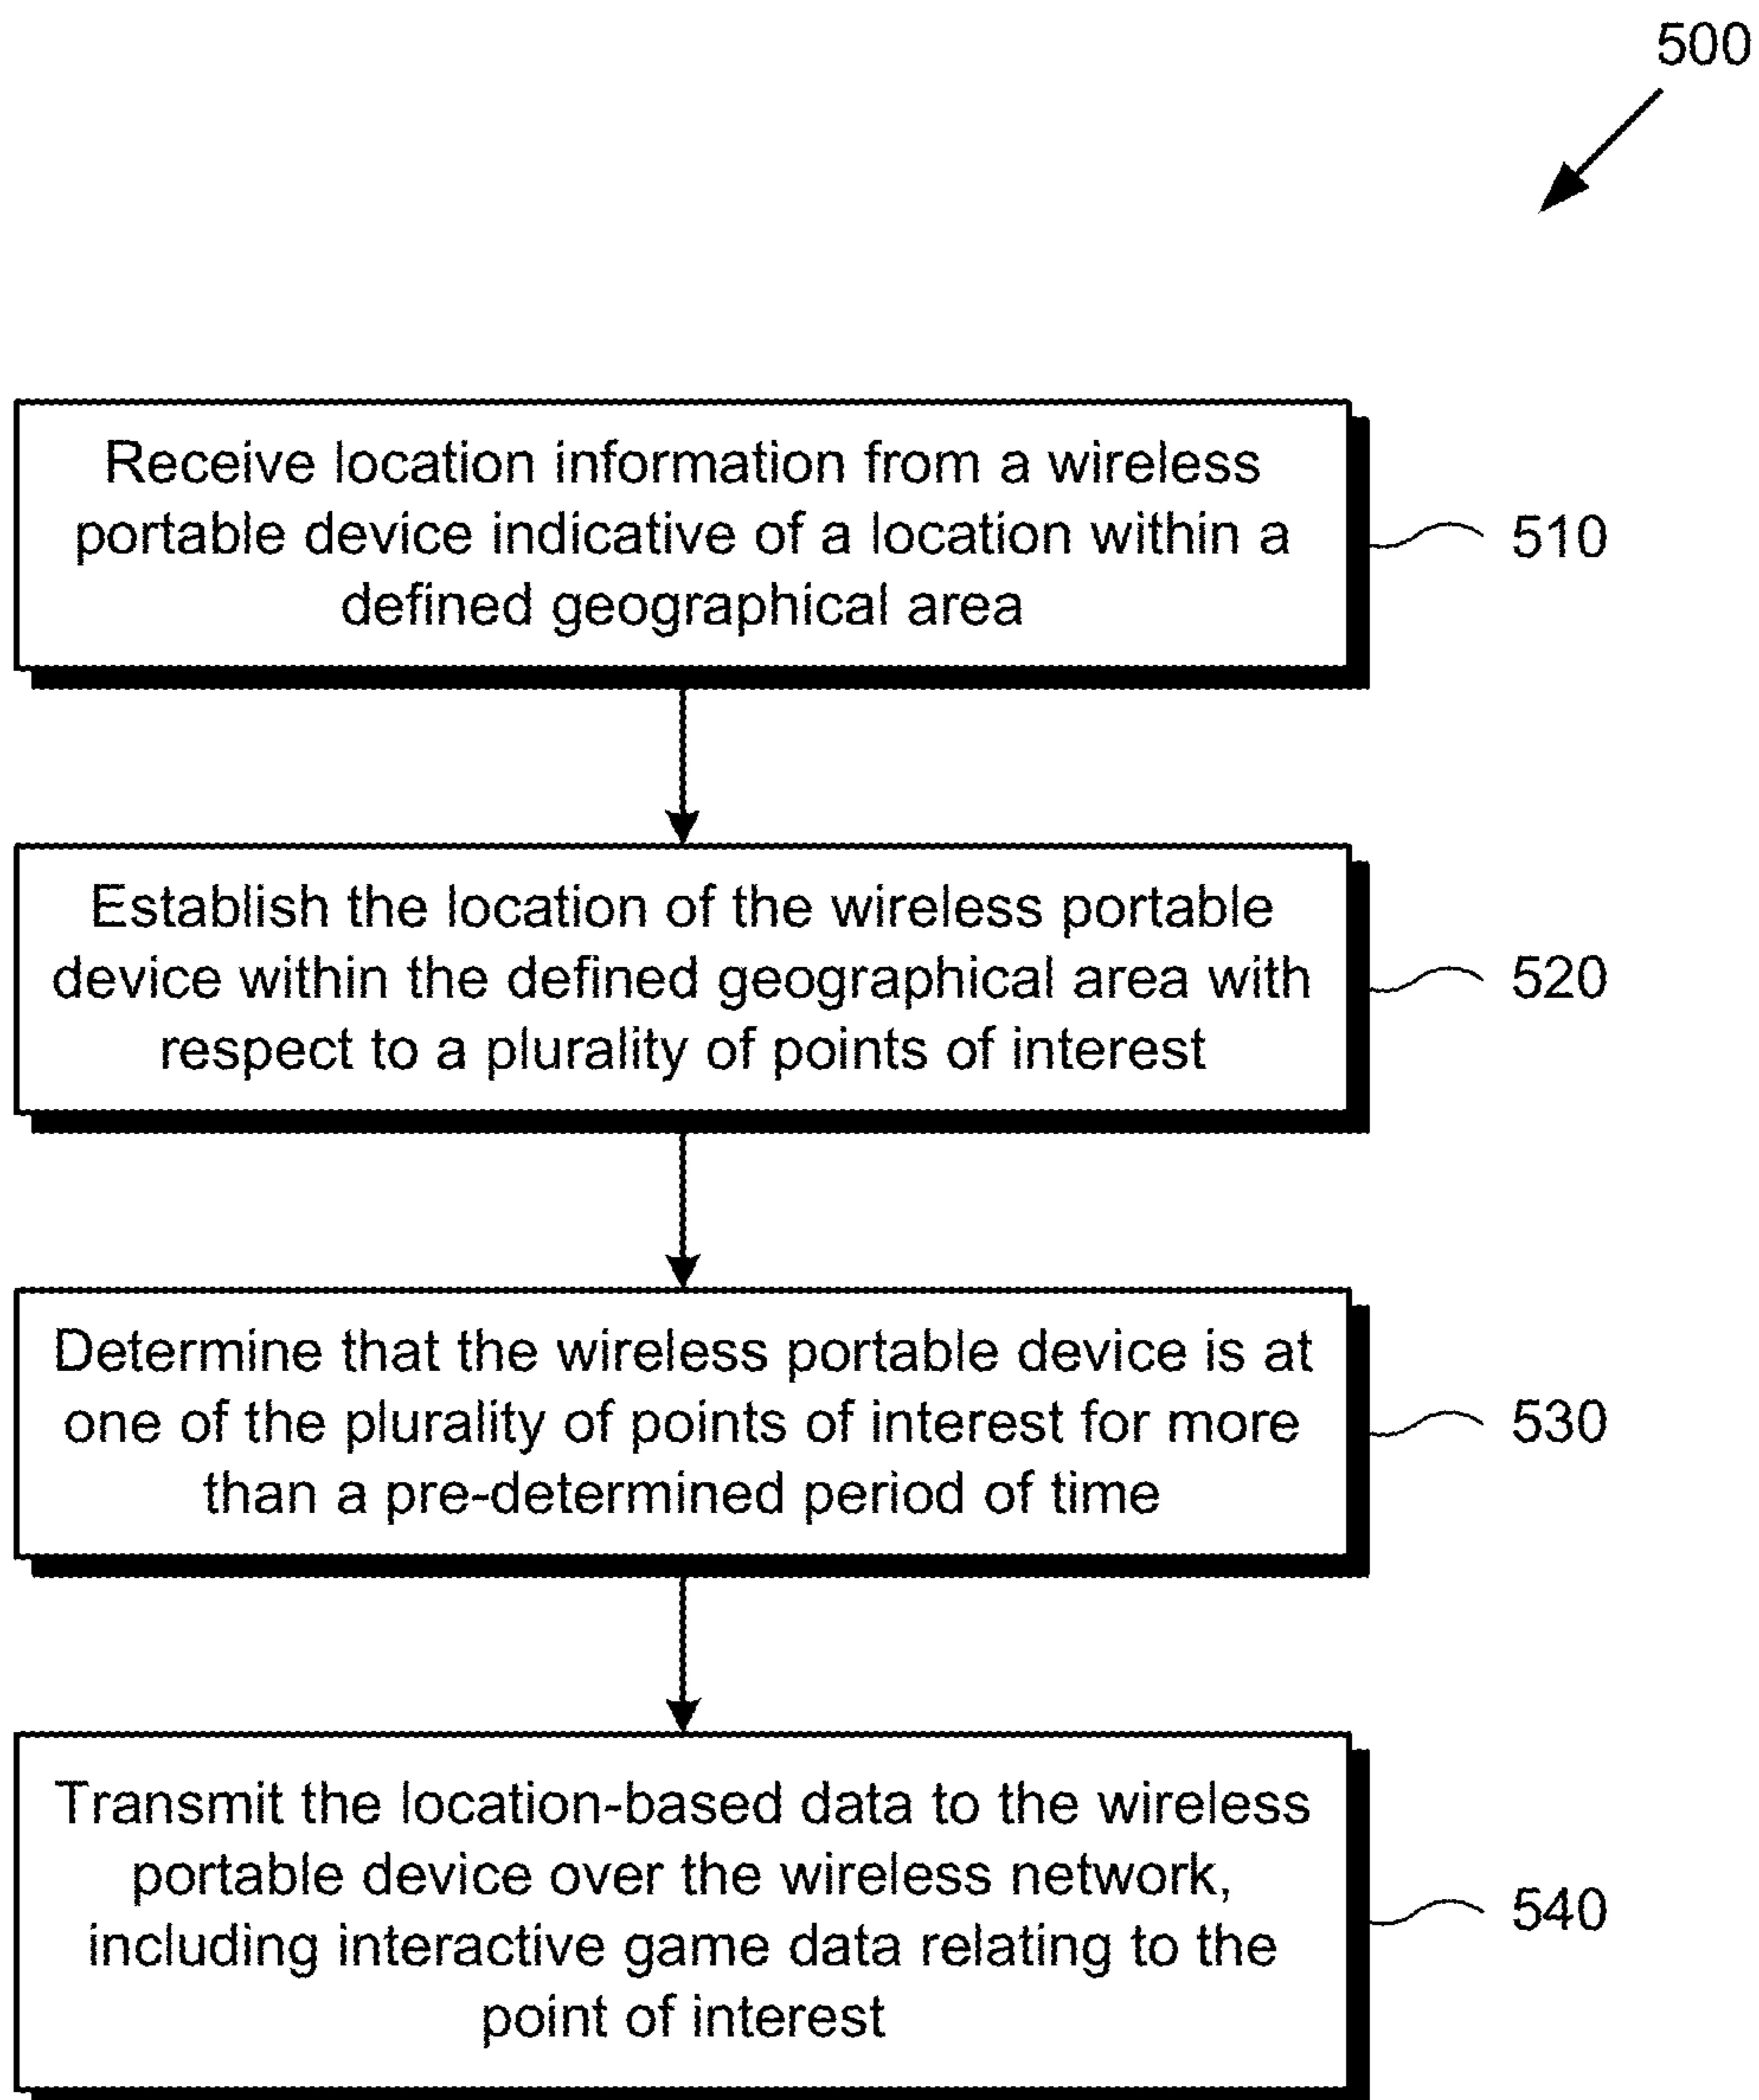 500
Receive location information from a wireless
portable device indicative of a location within a
defined geographical area
510
Establish the location of the wireless portable
device within the defined geographical area with
respect to a plurality of points of interest
520
Determine that the wireless portable device is at
one of the plurality of points of interest for more
than a pre-determined period of time
530
Transmit the location-based data to the wireless
portable device over the wireless network,
including interactive game data relating to the
point of interest
540